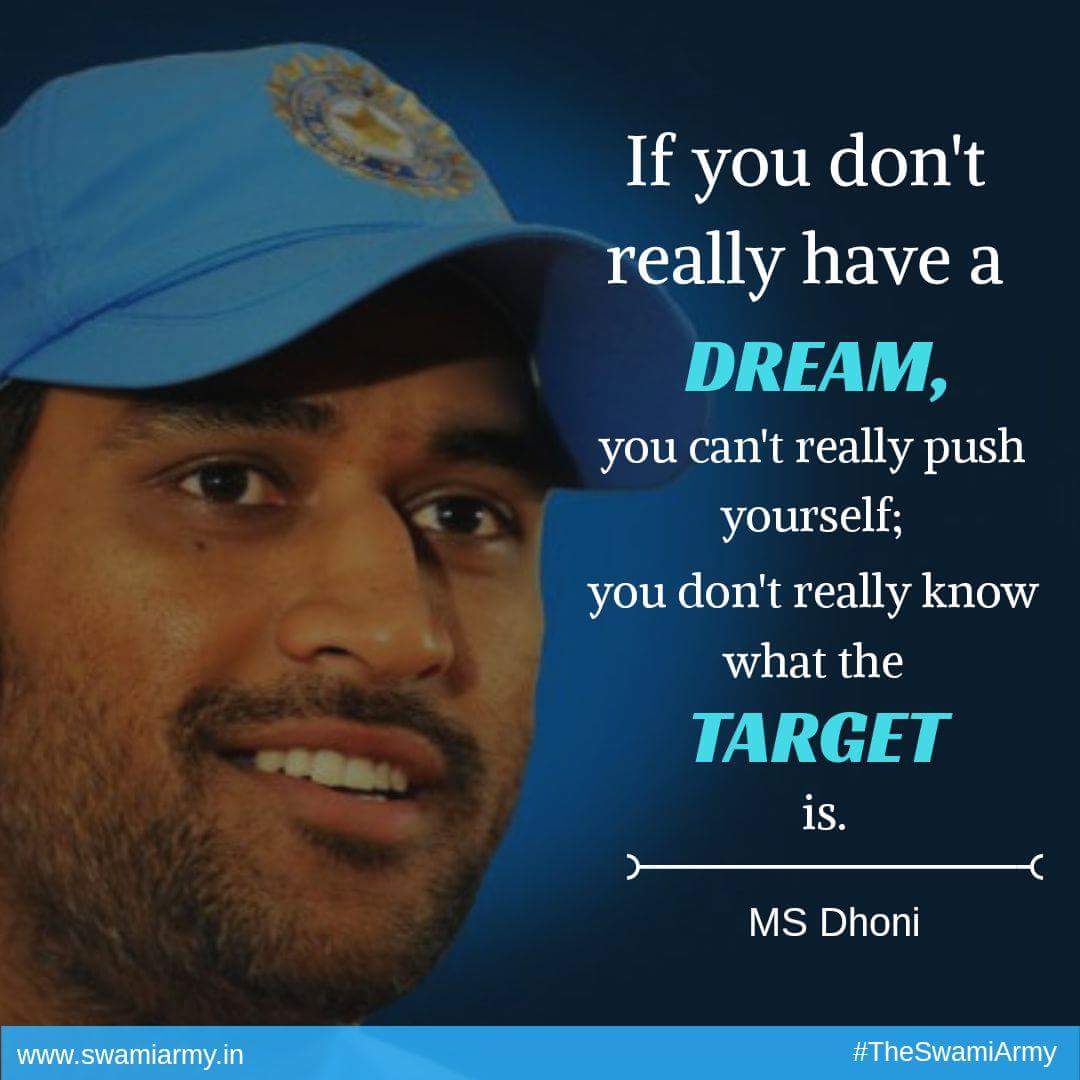 If you don't
really have a
DREAM,
you can't really push
yourself;
you don't really know
what the
TARGET
is.
MS Dhoni
www.swamiarmy.in
#TheSwamiArmy